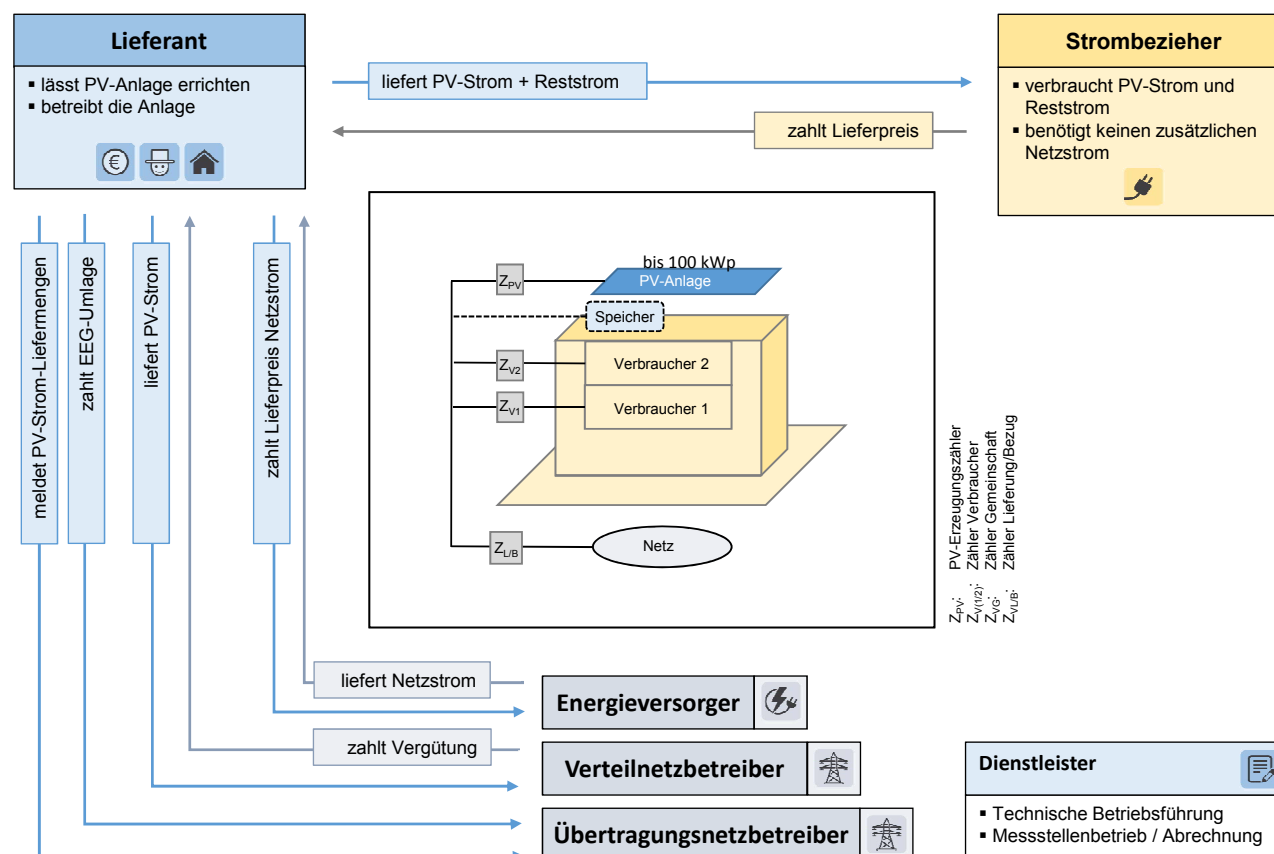 Lieferant
▪ lässt PV-Anlage errichten
▪ betreibt die Anlage
liefert PV-Strom + Reststrom
zahlt Lieferpreis
Strombezieher
▪ verbraucht PV-Strom und
Reststrom
▪ benötigt keinen zusätzlichen
Netzstrom
meldet PV-Strom-Liefermengen
zahlt EEG-Umlage
liefert PV-Strom
zahlt Lieferpreis Netzstrom
bis 100 kWp
PV-Anlage
Z_PV
Speicher
Z_V2
Verbraucher 2
Z_V1
Verbraucher 1
Z_L/B
Netz
Z_PV: PV-Erzeugungszähler
Z_V(1/2): Zähler Verbraucher
Z_VG: Zähler Gemeinschaft
Z_VL/B: Zähler Lieferung/Bezug
liefert Netzstrom
Energieversorger
zahlt Vergütung
Verteilnetzbetreiber
Übertragungsnetzbetreiber
Dienstleister
▪ Technische Betriebsführung
▪ Messstellenbetrieb / Abrechnung